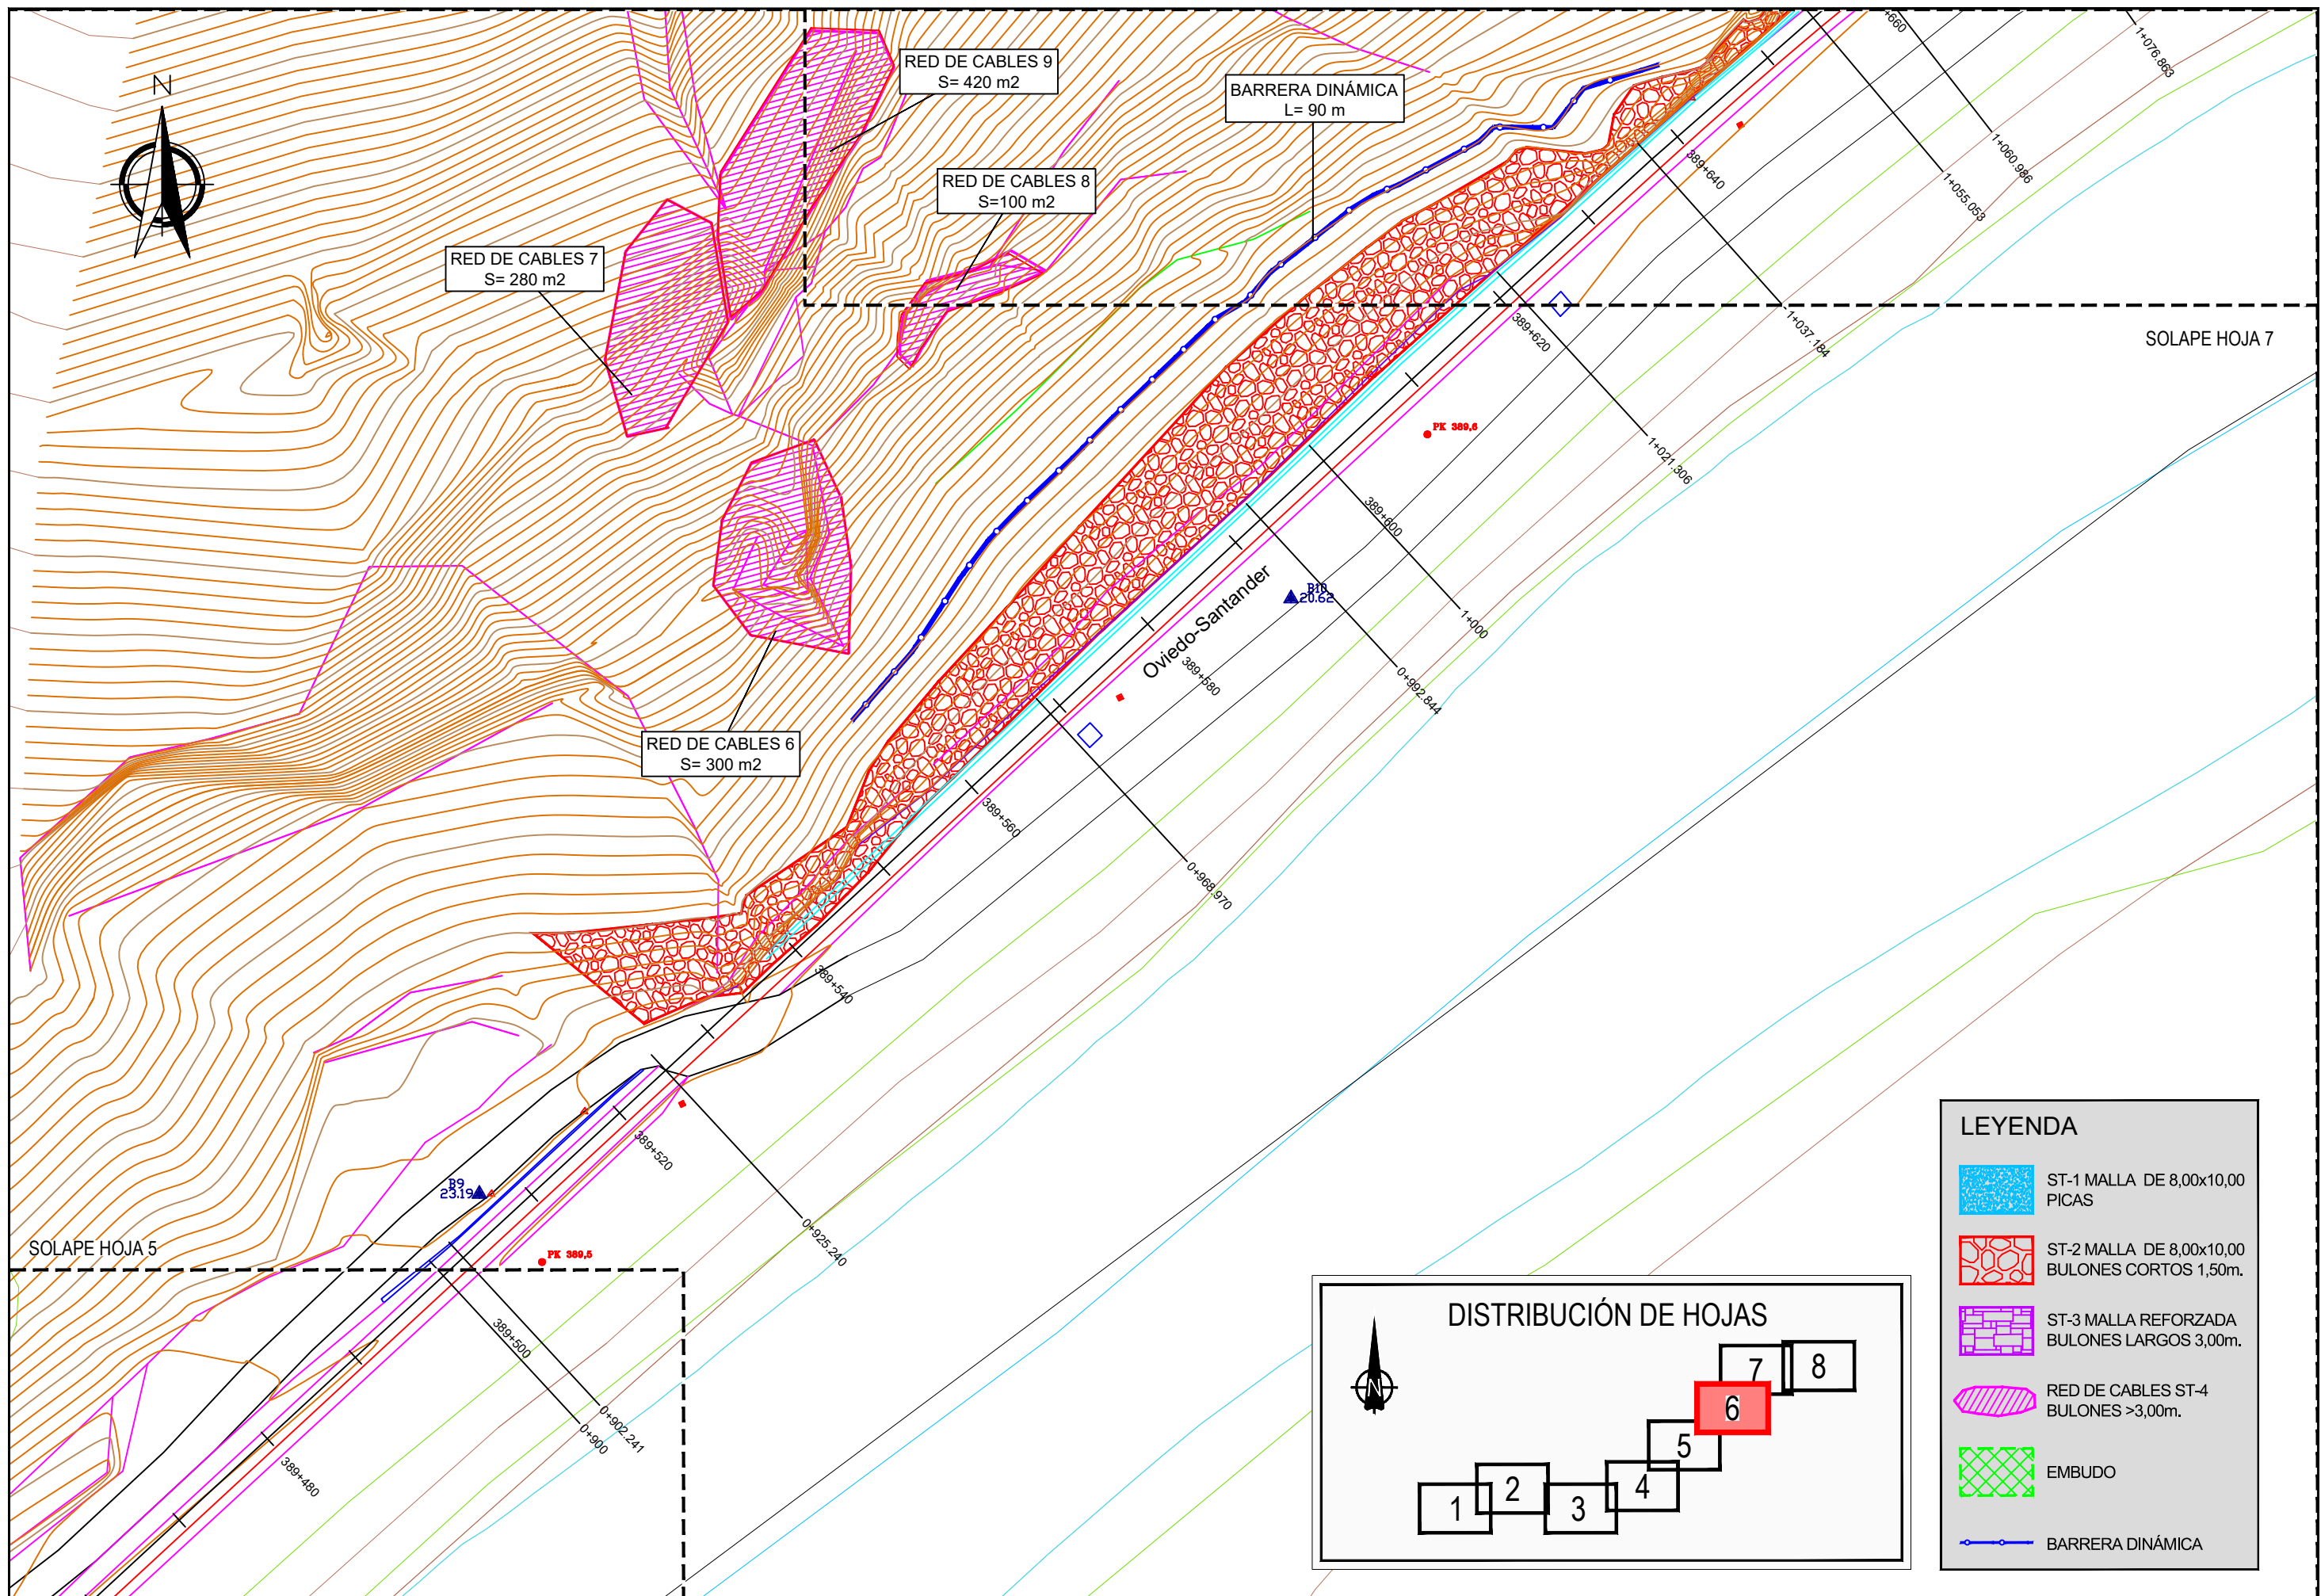 N
RED DE CABLES 9
S= 420 m2
BARRERA DINÁMICA
L= 90 m
RED DE CABLES 8
S=100 m2
RED DE CABLES 7
S= 280 m2
RED DE CABLES 6
S= 300 m2
+660
1+076.863
1+060.986
1+055.053
389+640
1+037.184
389+620
SOLAPE HOJA 7
PK 389,6
1+021.306
389+600
1+000
B10
20.62
Oviedo-Santander
389+580
0+992.844
389+560
0+968.970
389+540
389+520
0+925.240
B9
23.19
SOLAPE HOJA 5
PK 389,5
389+500
0+902.241
0+900
389+480
DISTRIBUCIÓN DE HOJAS
N
1
2
3
4
5
6
7
8
LEYENDA
ST-1 MALLA DE 8,00x10,00
PICAS
ST-2 MALLA DE 8,00x10,00
BULONES CORTOS 1,50m.
ST-3 MALLA REFORZADA
BULONES LARGOS 3,00m.
RED DE CABLES ST-4
BULONES >3,00m.
EMBUDO
BARRERA DINÁMICA